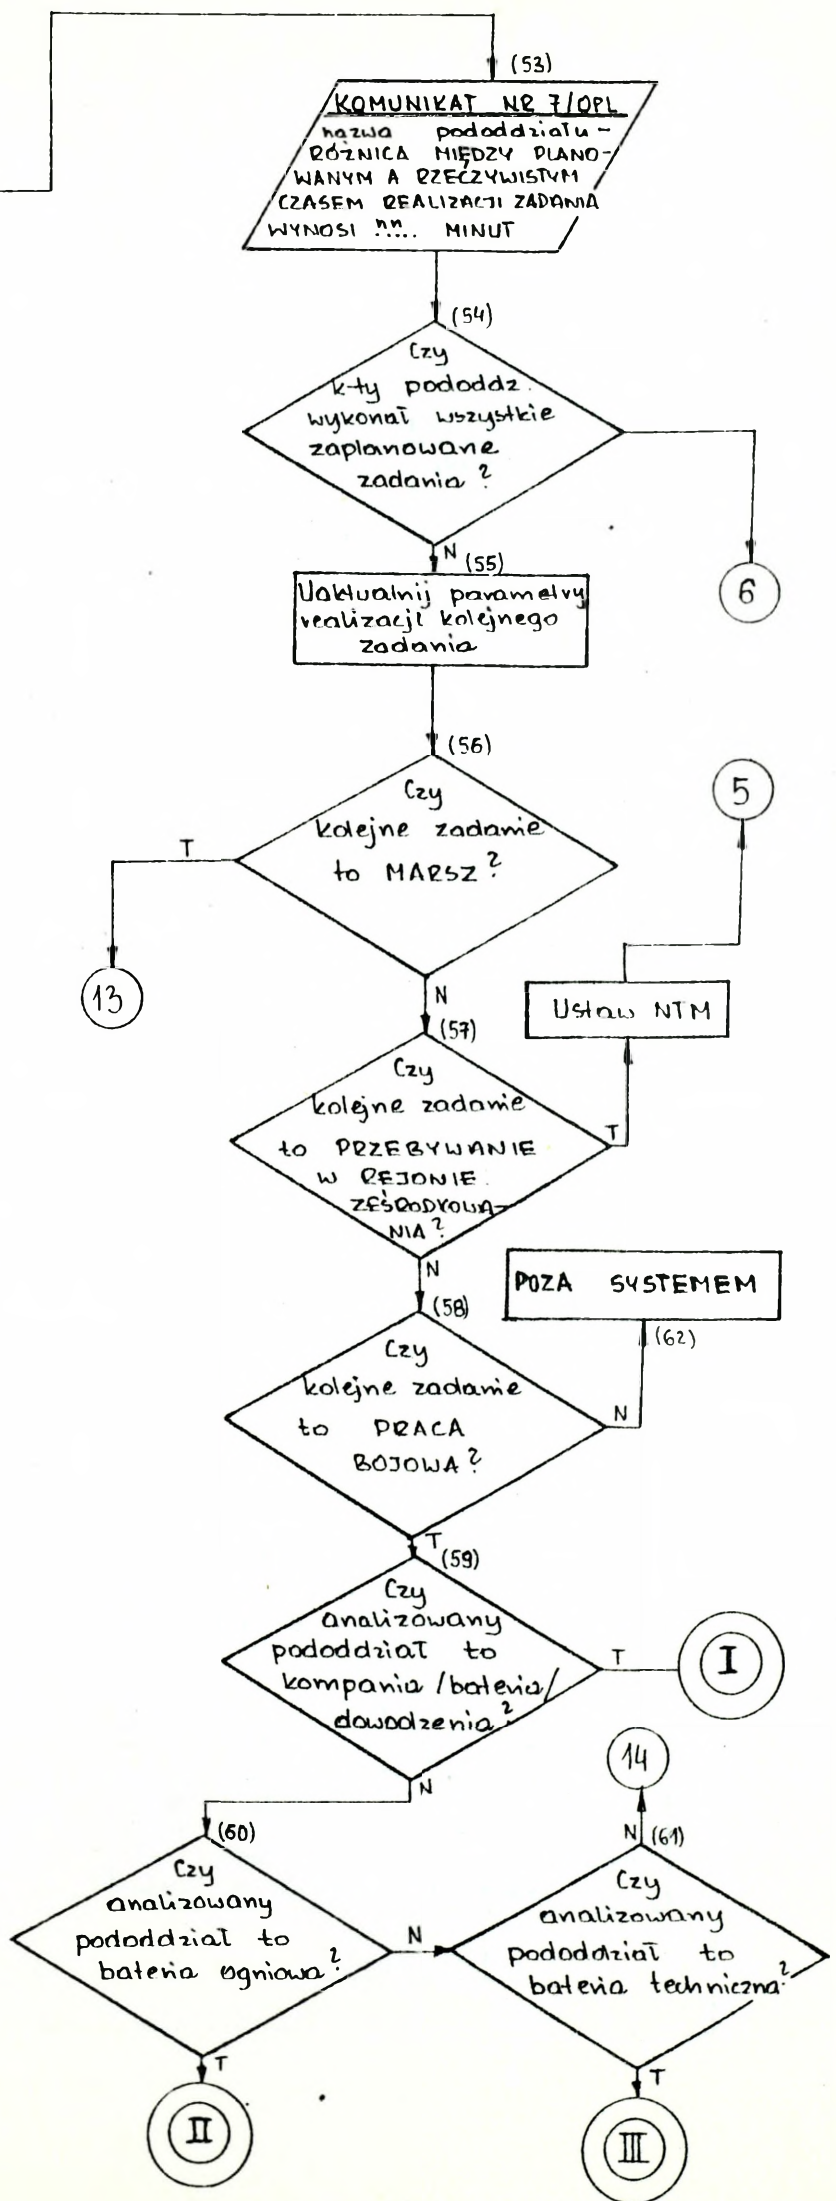 (53)
KOMUNIKAT NR 7/OPL
nazwa pododdziału -
RÓŻNICA MIĘDZY PLANO-
WANYM A RZECZYWISTYM
CZASEM REALIZACJI ZADANIA
WYNOSI nn.... MINUT
(54)
Czy
k-ty pododdz.
wykonał wszystkie
zaplanowane
zadania?
N
6
(55)
Uaktualnij parametry
realizacji kolejnego
zadania
(56)
Czy
kolejne zadanie
to MARSZ?
T
13
5
N
Ustaw NTM
(57)
Czy
kolejne zadanie
to PRZEBYWANIE
W REJONIE
ZEŚRODKOWA-
NIA?
T
N
POZA SYSTEMEM
(62)
(58)
Czy
kolejne zadanie
to PRACA
BOJOWA?
N
T
(59)
Czy
analizowany
pododdział to
kompania /bateria/
dowodzenia?
T
I
N
14
(60)
Czy
analizowany
pododdział to
bateria ogniowa?
N
T
II
N
(61)
Czy
analizowany
pododdział to
bateria techniczna?
T
III